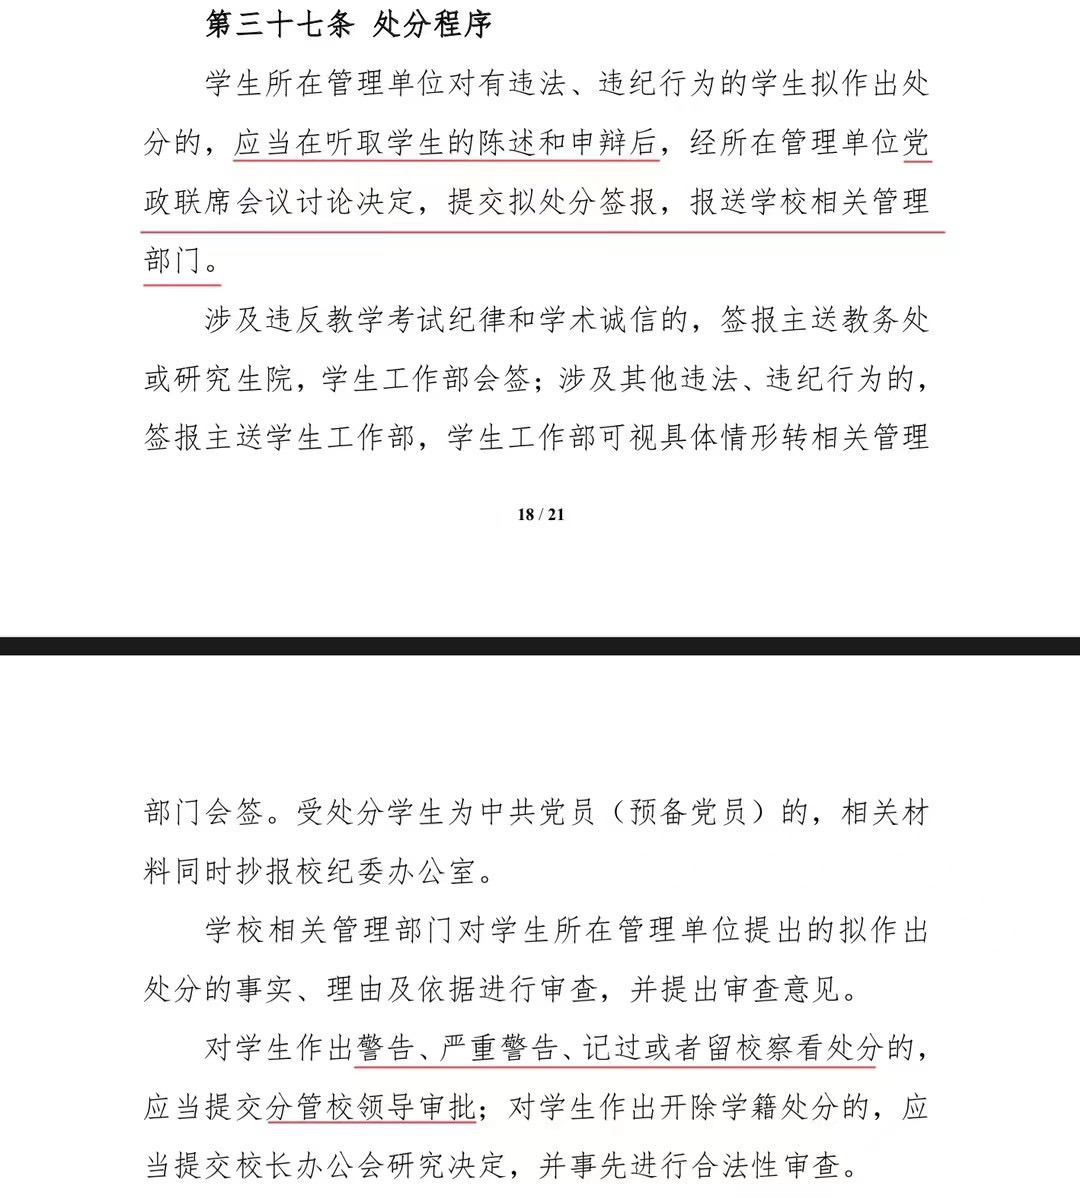 第三十七条 处分程序
学生所在管理单位对有违法、违纪行为的学生拟作出处
分的，应当在听取学生的陈述和申辩后，经所在管理单位党
政联席会议讨论决定，提交拟处分签报，报送学校相关管理
部门。
涉及违反教学考试纪律和学术诚信的，签报主送教务处
或研究生院，学生工作部会签；涉及其他违法、违纪行为的，
签报主送学生工作部，学生工作部可视具体情形转相关管理
18 / 21
部门会签。受处分学生为中共党员（预备党员）的，相关材
料同时抄报校纪委办公室。
学校相关管理部门对学生所在管理单位提出的拟作出
处分的事实、理由及依据进行审查，并提出审查意见。
对学生作出警告、严重警告、记过或者留校察看处分的，
应当提交分管校领导审批；对学生作出开除学籍处分的，应
当提交校长办公会研究决定，并事先进行合法性审查。